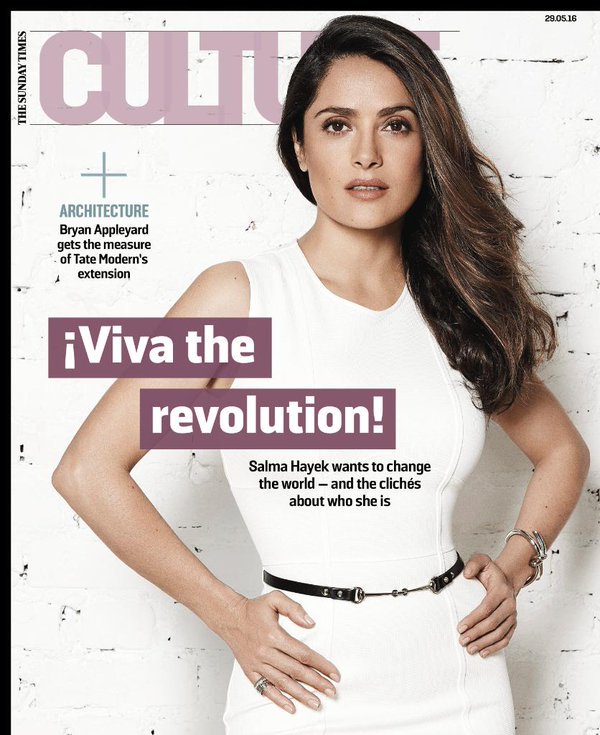 29.05.16
THE SUNDAY TIMES
CULTU
ARCHITECTURE
Bryan Appleyard
gets the measure
of Tate Modern's
extension
¡Viva the
revolution!
Salma Hayek wants to change
the world – and the clichés
about who she is